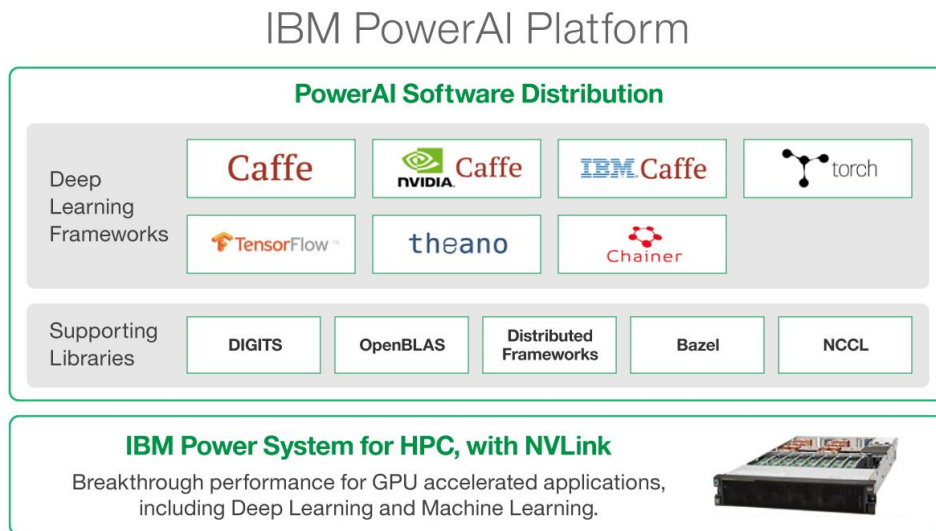 IBM PowerAI Platform
PowerAI Software Distribution
Deep
Learning
Frameworks
Caffe
NVIDIA. Caffe
IBM. Caffe
torch
TensorFlow™
theano
Chainer
Supporting
Libraries
DIGITS
OpenBLAS
Distributed
Frameworks
Bazel
NCCL
IBM Power System for HPC, with NVLink
Breakthrough performance for GPU accelerated applications,
including Deep Learning and Machine Learning.